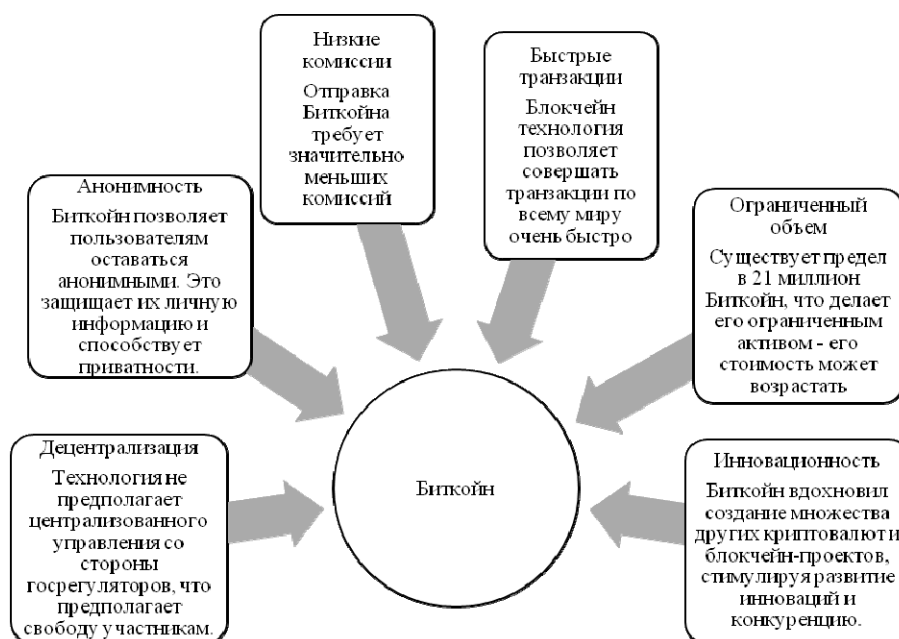 Низкие
комиссии
Отправка
Биткойна
требует
значительно
меньших
комиссий
Быстрые
транзакции
Блокчейн
технология
позволяет
совершать
транзакции по
всему миру
очень быстро
Анонимность
Биткойн позволяет
пользователям
оставаться
анонимными. Это
защищает их личную
информацию и
способствует
приватности.
Ограниченный
объем
Существует предел
в 21 миллион
Биткойн, что делает
его ограниченным
активом - его
стоимость может
возрастать
Децентрализация
Технология не
предполагает
централизованного
управления со
стороны
госрегуляторов, что
предполагает
свободу участникам.
Биткойн
Инновационность
Биткойн вдохновил
создание множества
других криптовалют и
блокчейн-проектов,
стимулируя развитие
инноваций и
конкуренцию.